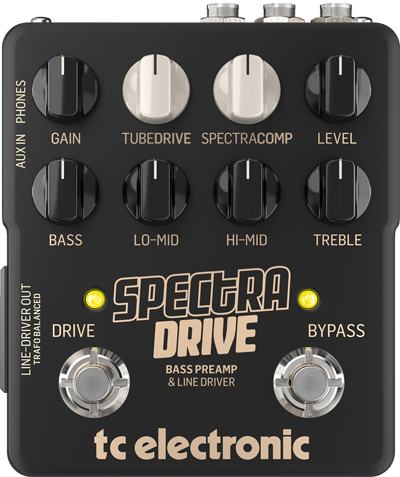 AUX IN PHONES
GAIN TUBEDRIVE SPECTRACOMP LEVEL
BASS LO-MID HI-MID TREBLE
LINE-DRIVER OUT
TRAFO BALANCED
SPECTRA
DRIVE
DRIVE BYPASS
BASS PREAMP
& LINE DRIVER
tc electronic